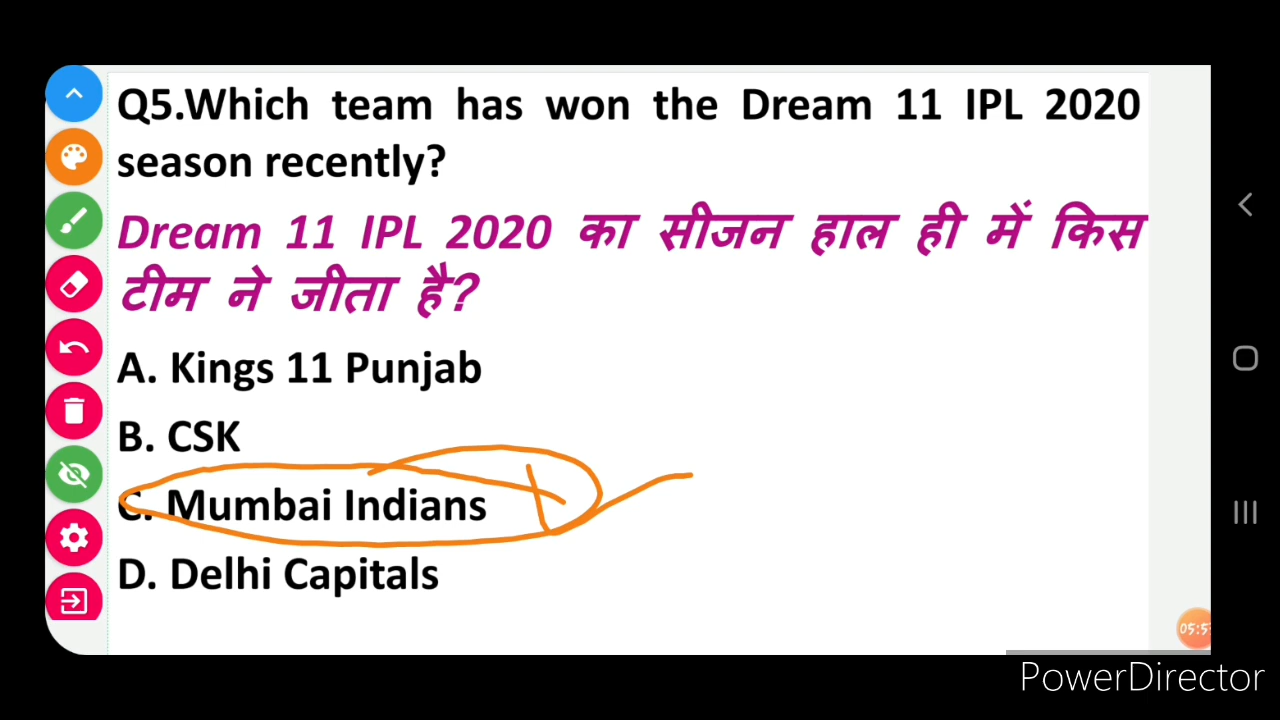 Q5.Which team has won the Dream 11 IPL 2020
season recently?
Dream 11 IPL 2020 का सीजन हाल ही में किस
टीम ने जीता है?
A. Kings 11 Punjab
B. CSK
C. Mumbai Indians
D. Delhi Capitals
PowerDirector